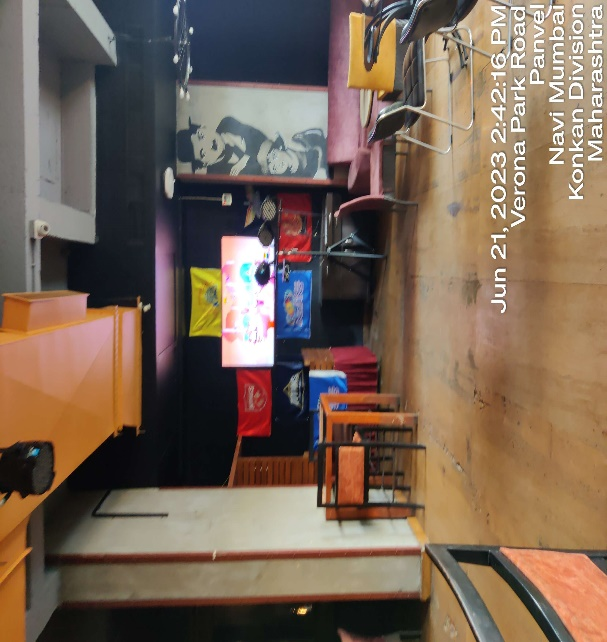 Jun 21, 2023 2:42:16 PM
Verona Park Road
Panvel
Navi Mumbai
Konkan Division
Maharashtra